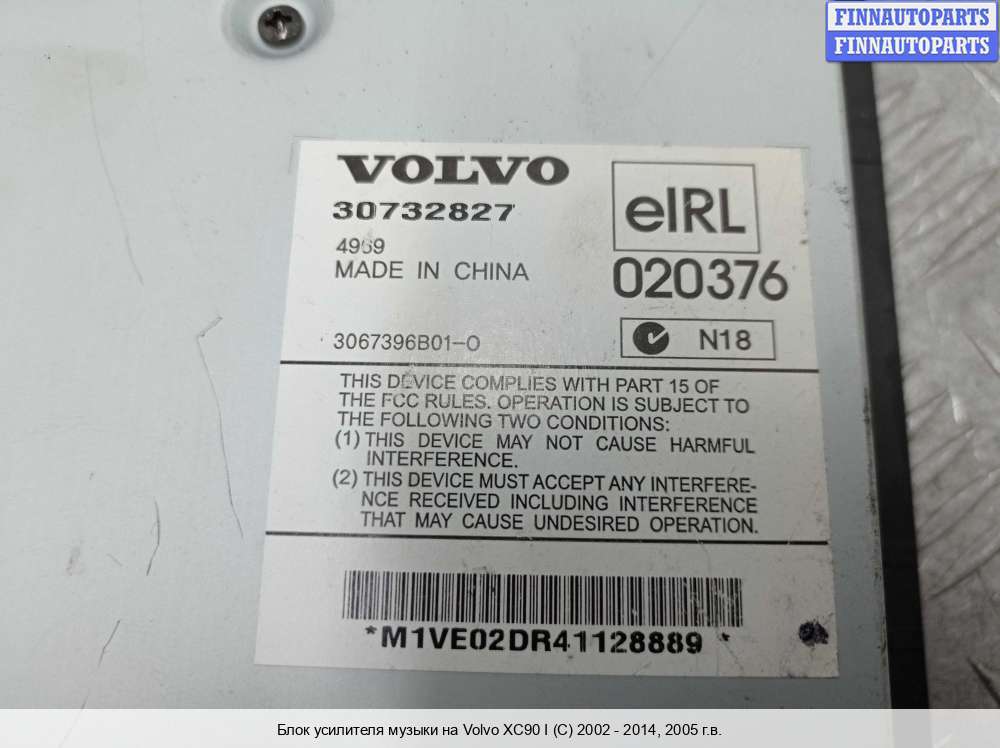 FINNAUTOPARTS
FINNAUTOPARTS
VOLVO
30732827
4969
MADE IN CHINA
eIRL
020376
3067396B01-0
N18
THIS DEVICE COMPLIES WITH PART 15 OF
THE FCC RULES. OPERATION IS SUBJECT TO
THE FOLLOWING TWO CONDITIONS:
(1) THIS DEVICE MAY NOT CAUSE HARMFUL
INTERFERENCE.
(2) THIS DEVICE MUST ACCEPT ANY INTERFERE-
NCE RECEIVED INCLUDING INTERFERENCE
THAT MAY CAUSE UNDESIRED OPERATION.
*M1VE02DR41128889*
Блок усилителя музыки на Volvo XC90 I (C) 2002 - 2014, 2005 г.в.